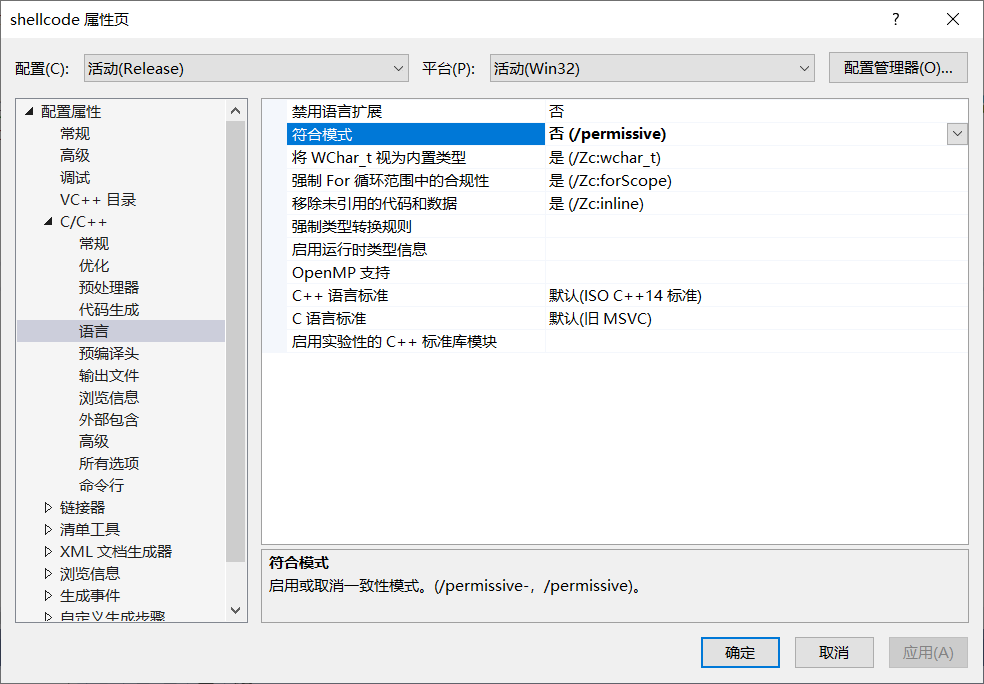 shellcode 属性页
?
配置(C): 活动(Release) 平台(P): 活动(Win32) 配置管理器(O)...
配置属性
常规
高级
调试
VC++ 目录
C/C++
常规
优化
预处理器
代码生成
语言
预编译头
输出文件
浏览信息
外部包含
高级
所有选项
命令行
链接器
清单工具
XML 文档生成器
浏览信息
生成事件
自定义生成步骤
禁用语言扩展 否
符合模式 否 (/permissive)
将 WChar_t 视为内置类型 是 (/Zc:wchar_t)
强制 For 循环范围中的合规性 是 (/Zc:forScope)
移除未引用的代码和数据 是 (/Zc:inline)
强制类型转换规则
启用运行时类型信息
OpenMP 支持
C++ 语言标准 默认(ISO C++14 标准)
C 语言标准 默认(旧 MSVC)
启用实验性的 C++ 标准库模块
符合模式
启用或取消一致性模式。(/permissive-，/permissive)。
确定 取消 应用(A)